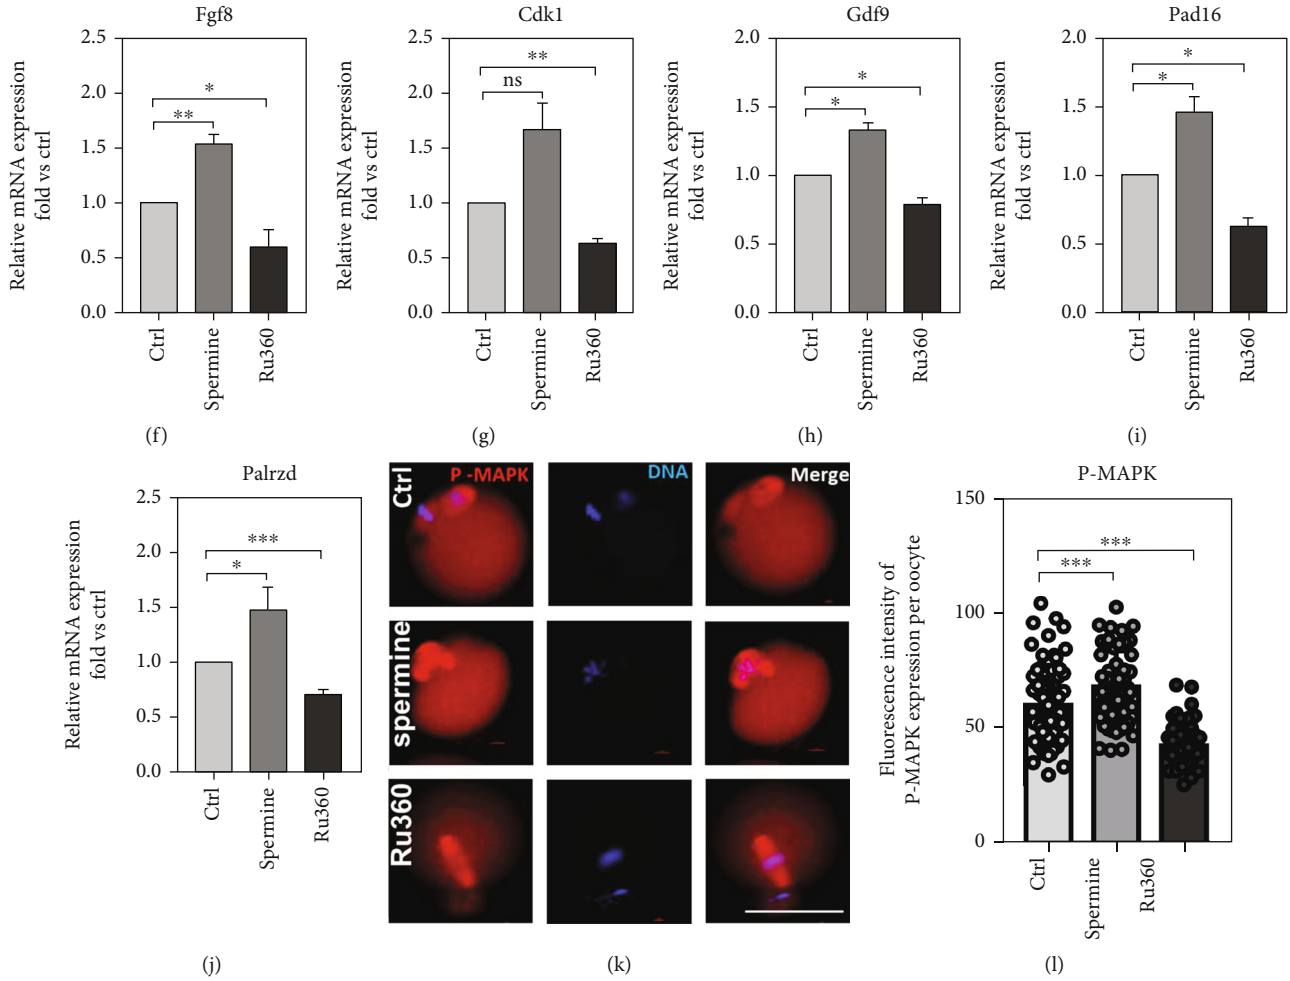 Fgf8
Relative mRNA expression
fold vs ctrl
2.5
2.0
1.5
1.0
0.5
0.0
*
**
Ctrl
Spermine
Ru360
(f)
Cdk1
Relative mRNA expression
fold vs ctrl
2.5
2.0
1.5
1.0
0.5
0.0
**
ns
Ctrl
Spermine
Ru360
(g)
Gdf9
Relative mRNA expression
fold vs ctrl
2.0
1.5
1.0
0.5
0.0
*
*
Ctrl
Spermine
Ru360
(h)
Pad16
Relative mRNA expression
fold vs ctrl
2.0
1.5
1.0
0.5
0.0
*
*
Ctrl
Spermine
Ru360
(i)
Palrzd
Relative mRNA expression
fold vs ctrl
2.5
2.0
1.5
1.0
0.5
0.0
***
*
Ctrl
Spermine
Ru360
(j)
Ctrl
P -MAPK
DNA
Merge
spermine
Ru360
(k)
P-MAPK
Fluorescence intensity of
P-MAPK expression per oocyte
150
100
50
0
***
***
Ctrl
Spermine
Ru360
(l)